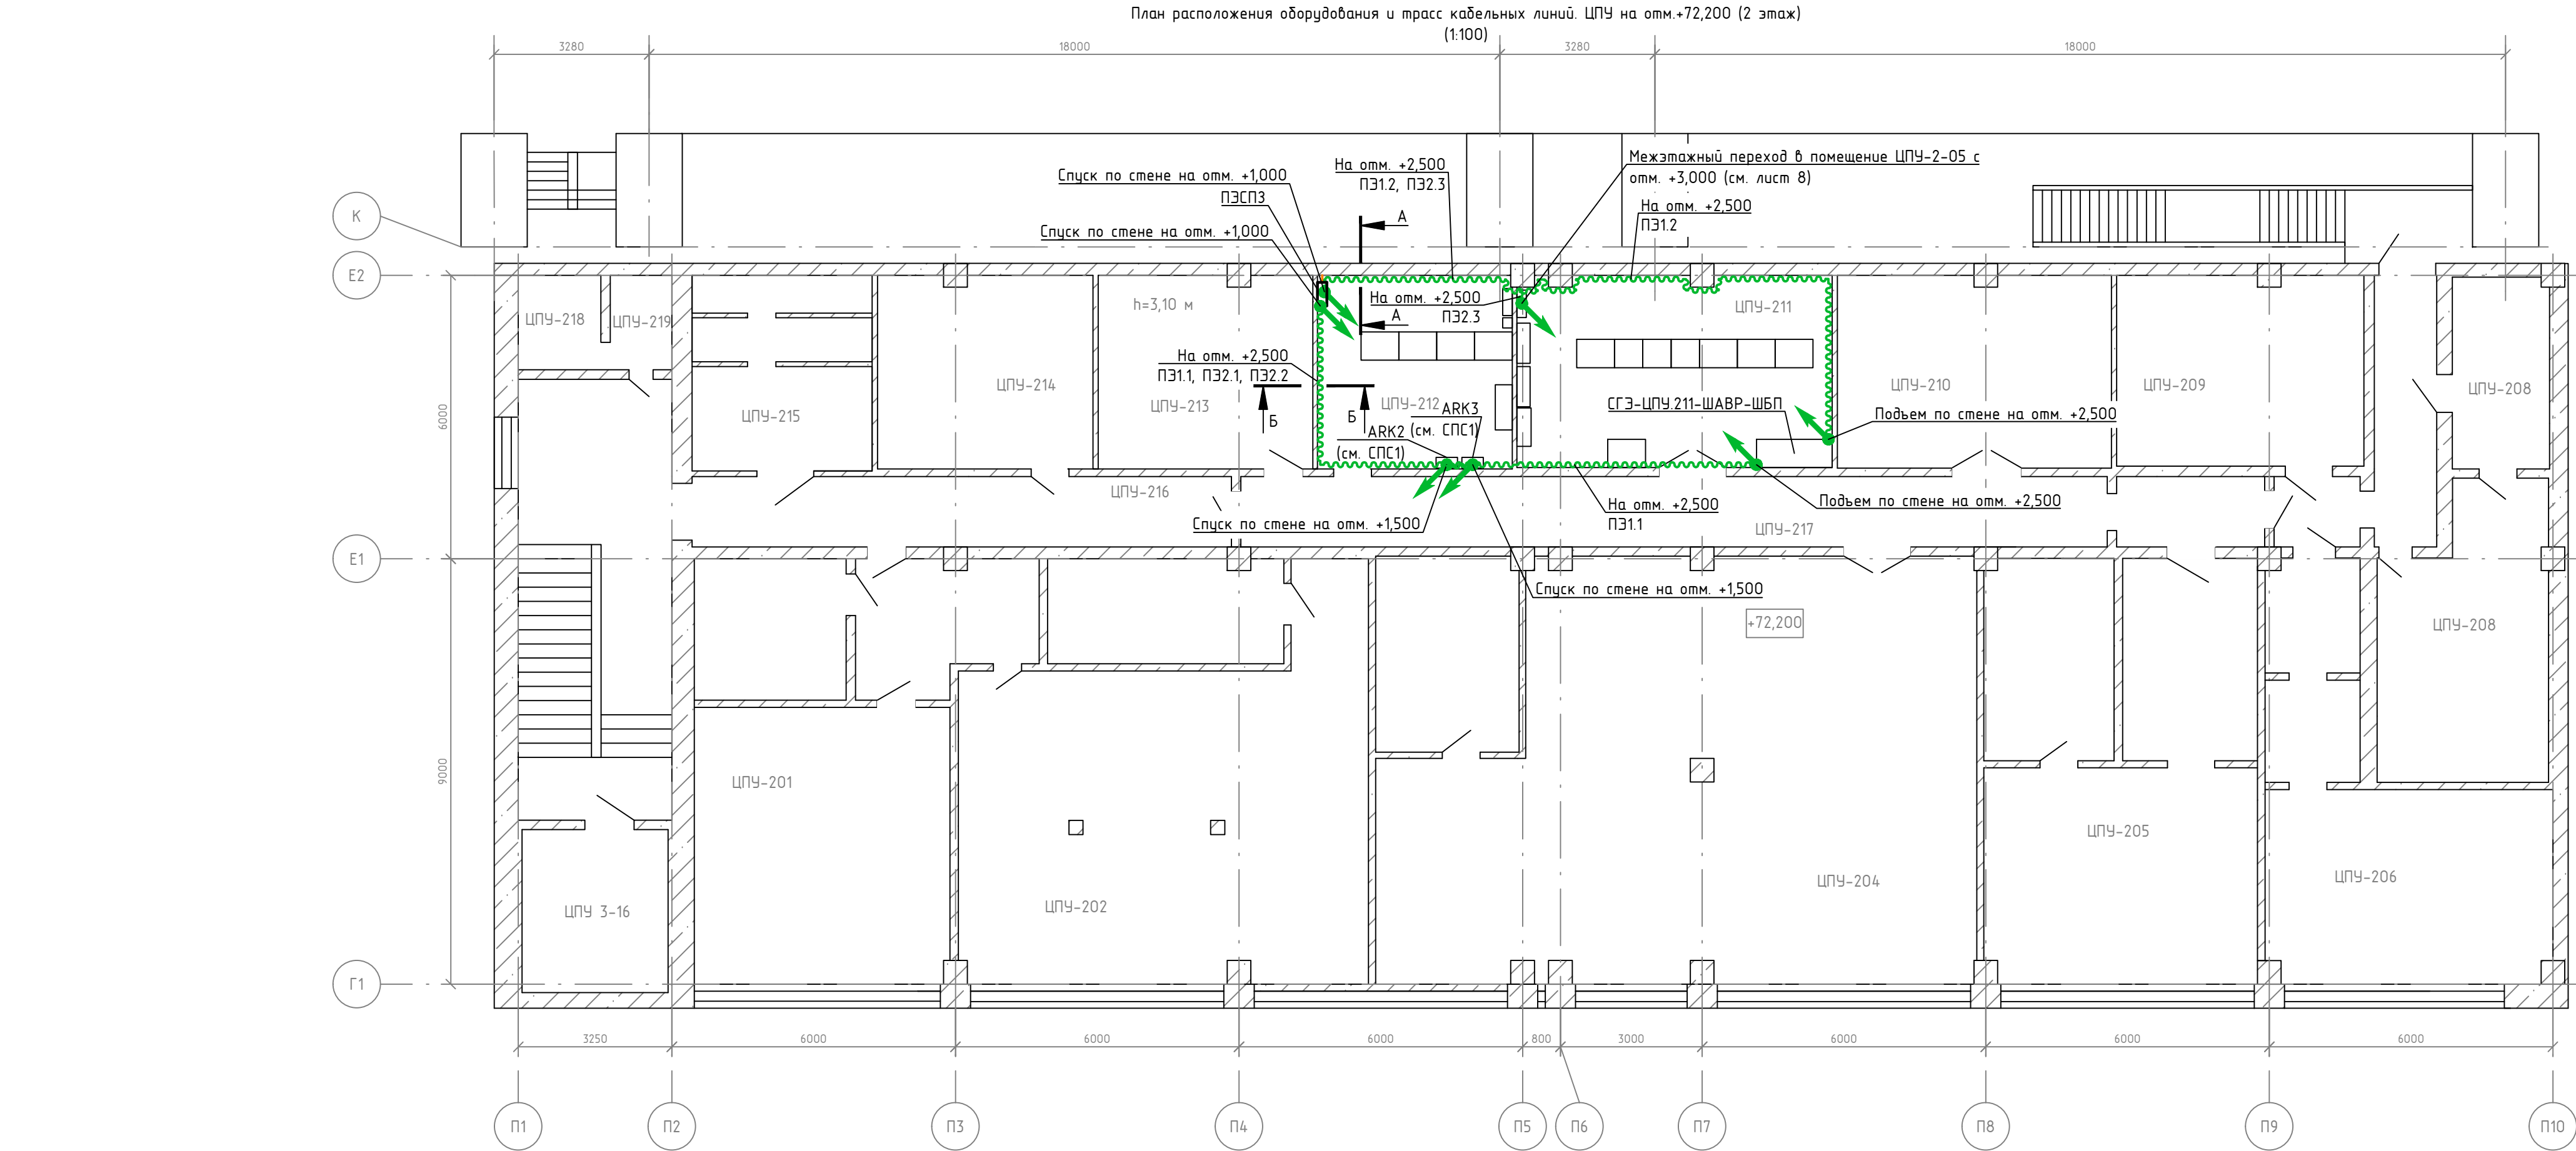 План расположения оборудования и трасс кабельных линий. ЦПУ на отм.+72,200 (2 этаж)
(1:100)
3280
18000
3280
18000
Спуск по стене на отм. +1,000
ПЭСПЗ
Спуск по стене на отм. +1,000
На отм. +2,500
ПЭ1.2, ПЭ2.3
Межэтажный переход в помещение ЦПУ-2-05 с
отм. +3,000 (см. лист 8)
На отм. +2,500
ПЭ1.2
А
А
К
Е2
Е1
Г1
6000
9000
ЦПУ-218
ЦПУ-219
h=3,10 м
На отм. +2,500
ПЭ2.3
ЦПУ-211
На отм. +2,500
ПЭ1.1, ПЭ2.1, ПЭ2.2
ЦПУ-215
ЦПУ-214
ЦПУ-213
ЦПУ-212
ARK3
(см. СПС1)
ARK2
(см. СПС1)
Б
Б
СГЭ-ЦПУ.211-ШАВР-ШБП
ЦПУ-210
ЦПУ-209
ЦПУ-208
Подъем по стене на отм. +2,500
Подъем по стене на отм. +2,500
ЦПУ-216
Спуск по стене на отм. +1,500
На отм. +2,500
ПЭ1.1
ЦПУ-217
Спуск по стене на отм. +1,500
+72,200
ЦПУ-208
ЦПУ-201
ЦПУ-205
ЦПУ-204
ЦПУ-206
ЦПУ-202
ЦПУ 3-16
3250
6000
6000
6000
800
3000
6000
6000
6000
П1
П2
П3
П4
П5
П6
П7
П8
П9
П10